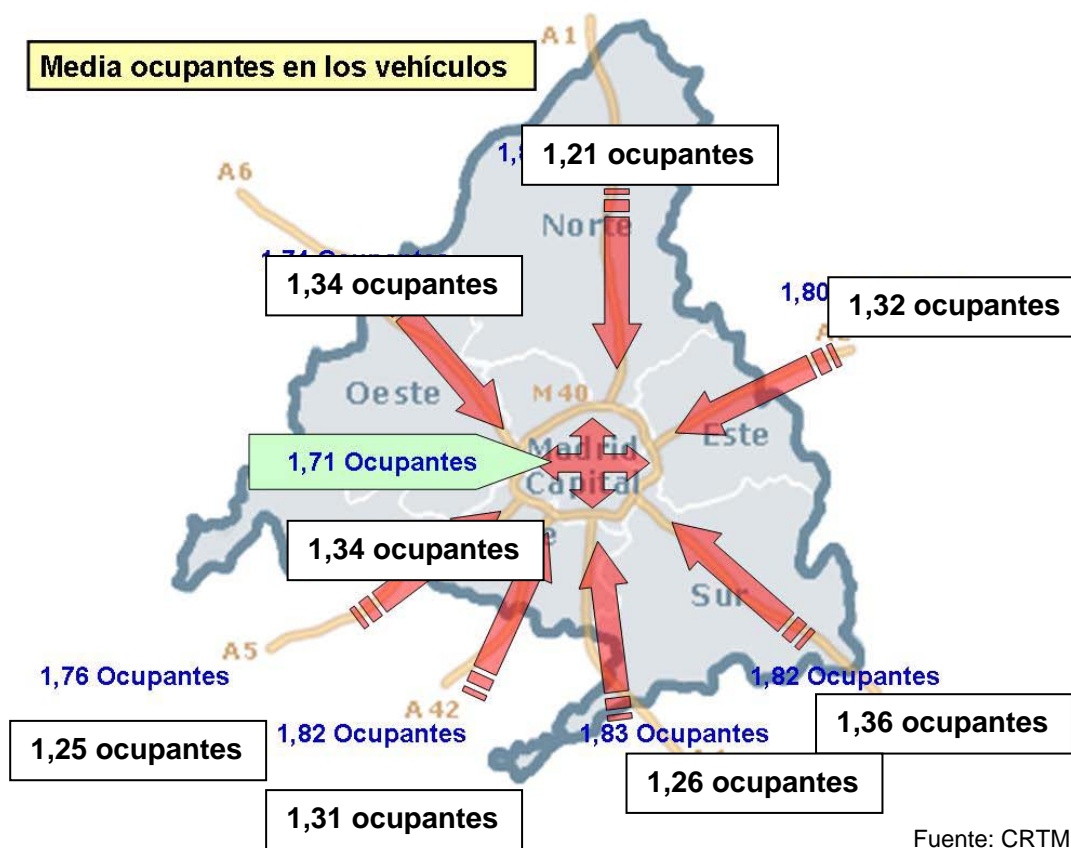 A1
Media ocupantes en los vehículos
1,21 ocupantes
A6
Norte
1,34 ocupantes
1,80
1,32 ocupantes
Oeste
M40
Este
Madrid
Capital
1,71 Ocupantes
1,34 ocupantes
Sur
A5
1,76 Ocupantes
1,82 Ocupantes
A 42
1,82 Ocupantes
1,83 Ocupantes
1,25 ocupantes
1,36 ocupantes
1,26 ocupantes
1,31 ocupantes
Fuente: CRTM